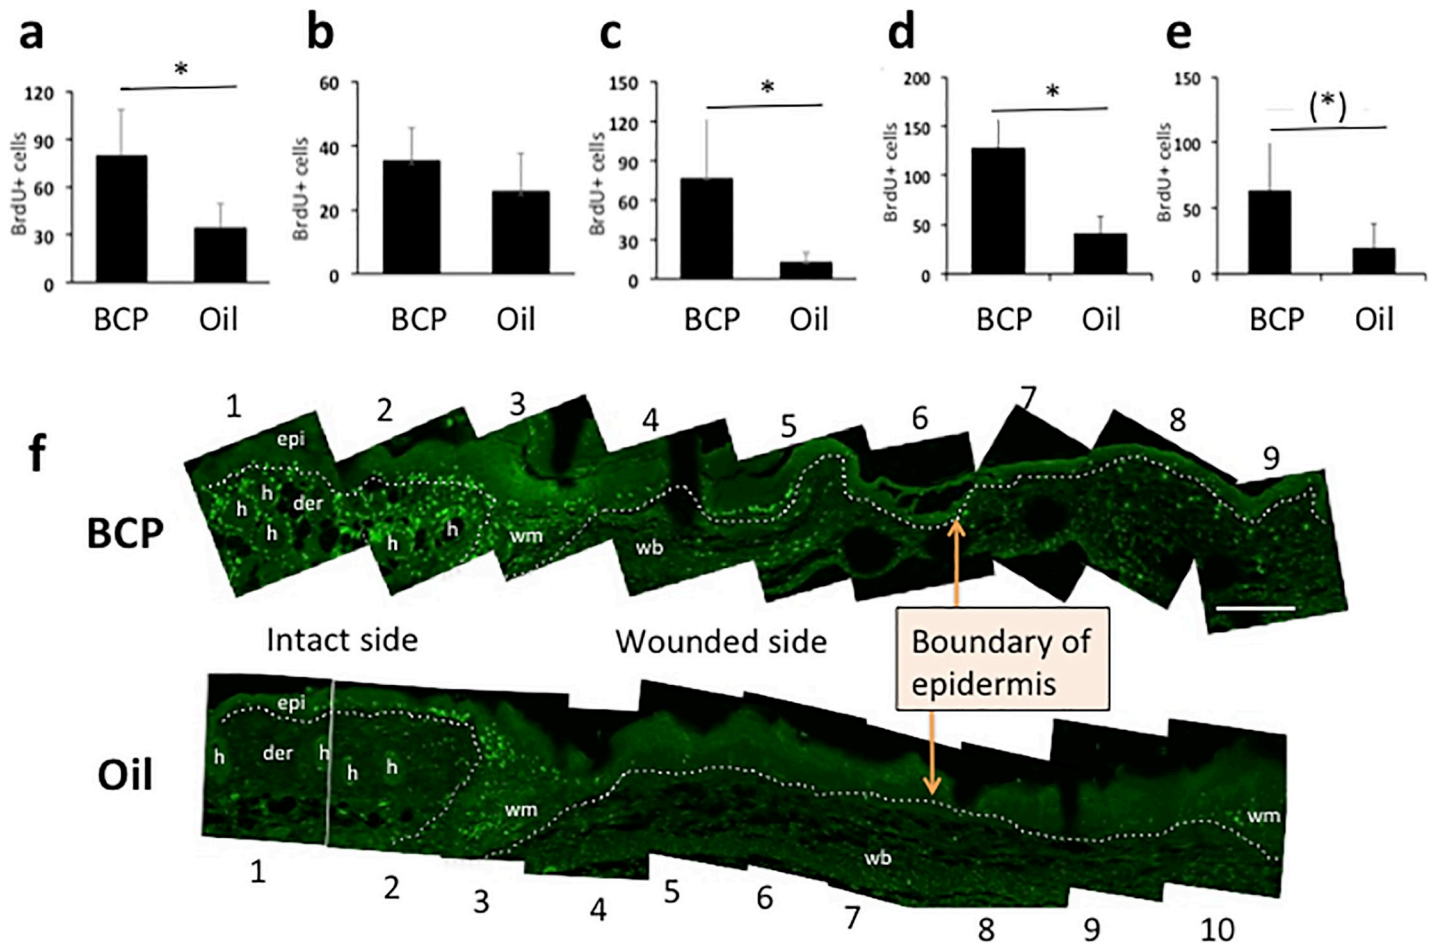 a b c d e
* * * (*)
120 90 60 30 0
BrdU+ cells
BCP Oil
60 40 20 0
BrdU+ cells
BCP Oil
150 120 90 60 30 0
BrdU+ cells
BCP Oil
200 150 100 50 0
BrdU+ cells
BCP Oil
150 100 50 0
BrdU+ cells
BCP Oil
f
1 2 3 4 5 6 7 8 9
BCP
epi
h h der
h h h
wm
wb
Intact side
Wounded side
Boundary of
epidermis
Oil
epi
h der h h h
wm
wb
wm
1 2 3 4 5 6 7 8 9 10